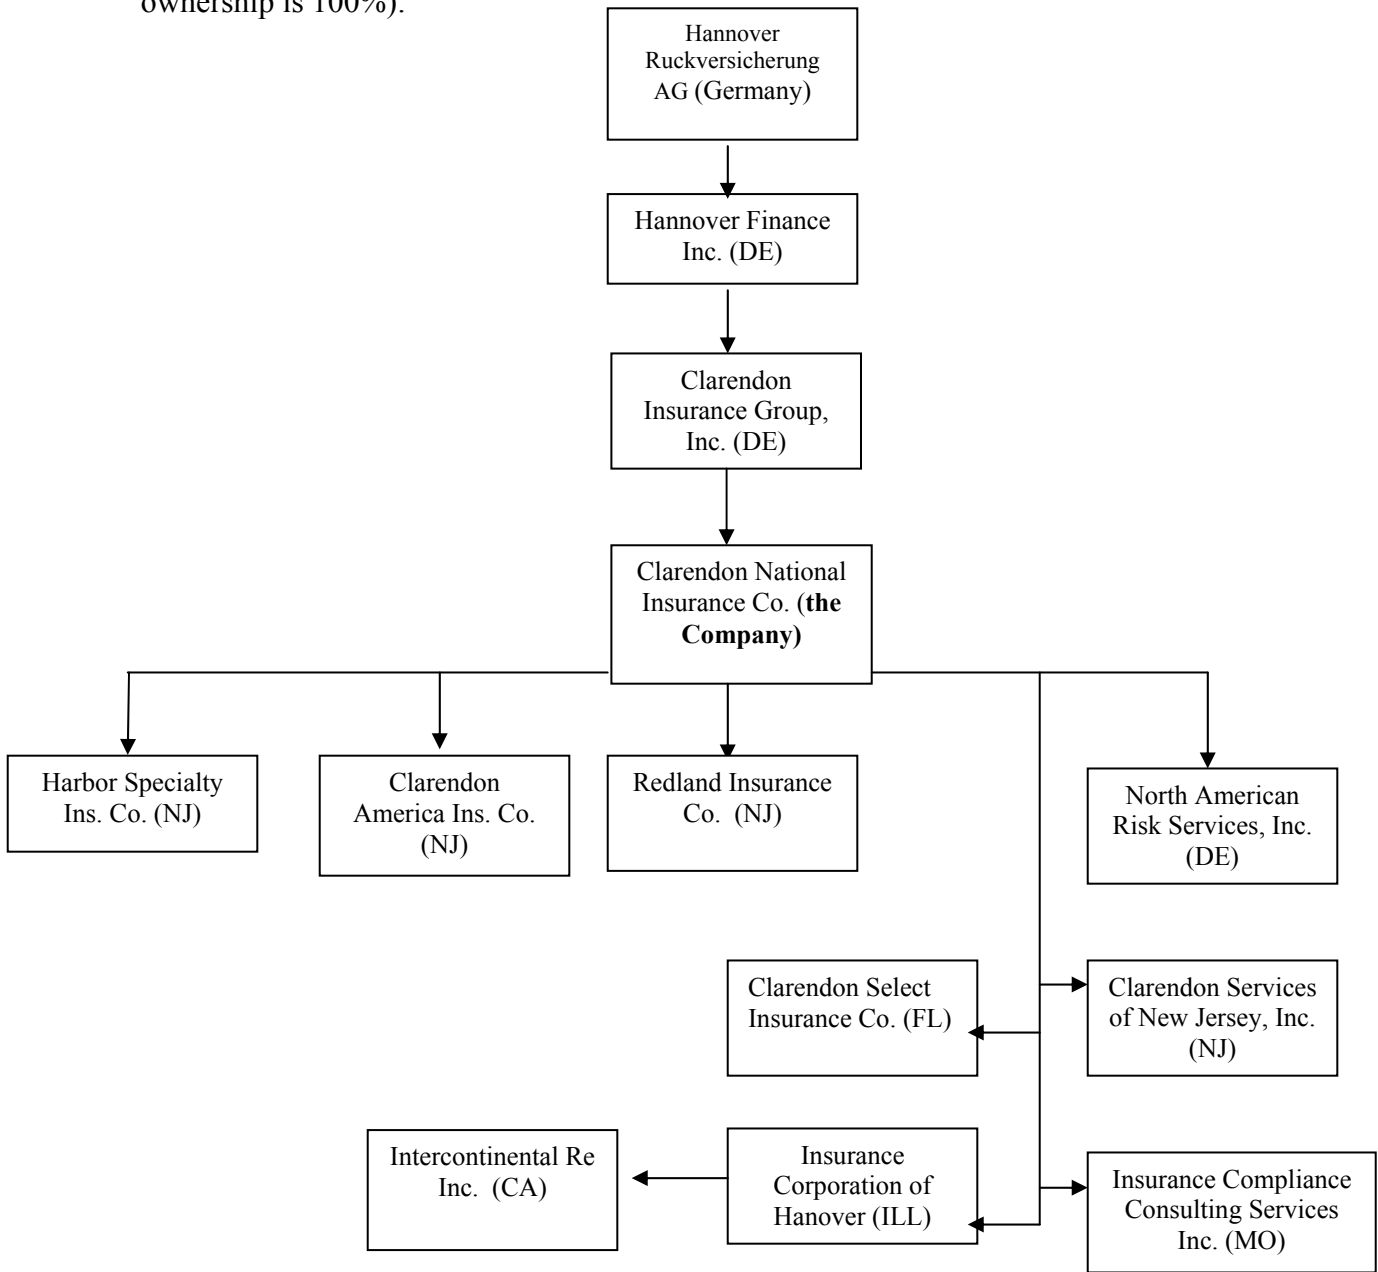 ownership is 100%).
Hannover
Ruckversicherung
AG (Germany)
Hannover Finance
Inc. (DE)
Clarendon
Insurance Group,
Inc. (DE)
Clarendon National
Insurance Co. (the
Company)
Harbor Specialty
Ins. Co. (NJ)
Clarendon
America Ins. Co.
(NJ)
Redland Insurance
Co. (NJ)
North American
Risk Services, Inc.
(DE)
Clarendon Select
Insurance Co. (FL)
Clarendon Services
of New Jersey, Inc.
(NJ)
Intercontinental Re
Inc. (CA)
Insurance
Corporation of
Hanover (ILL)
Insurance Compliance
Consulting Services
Inc. (MO)